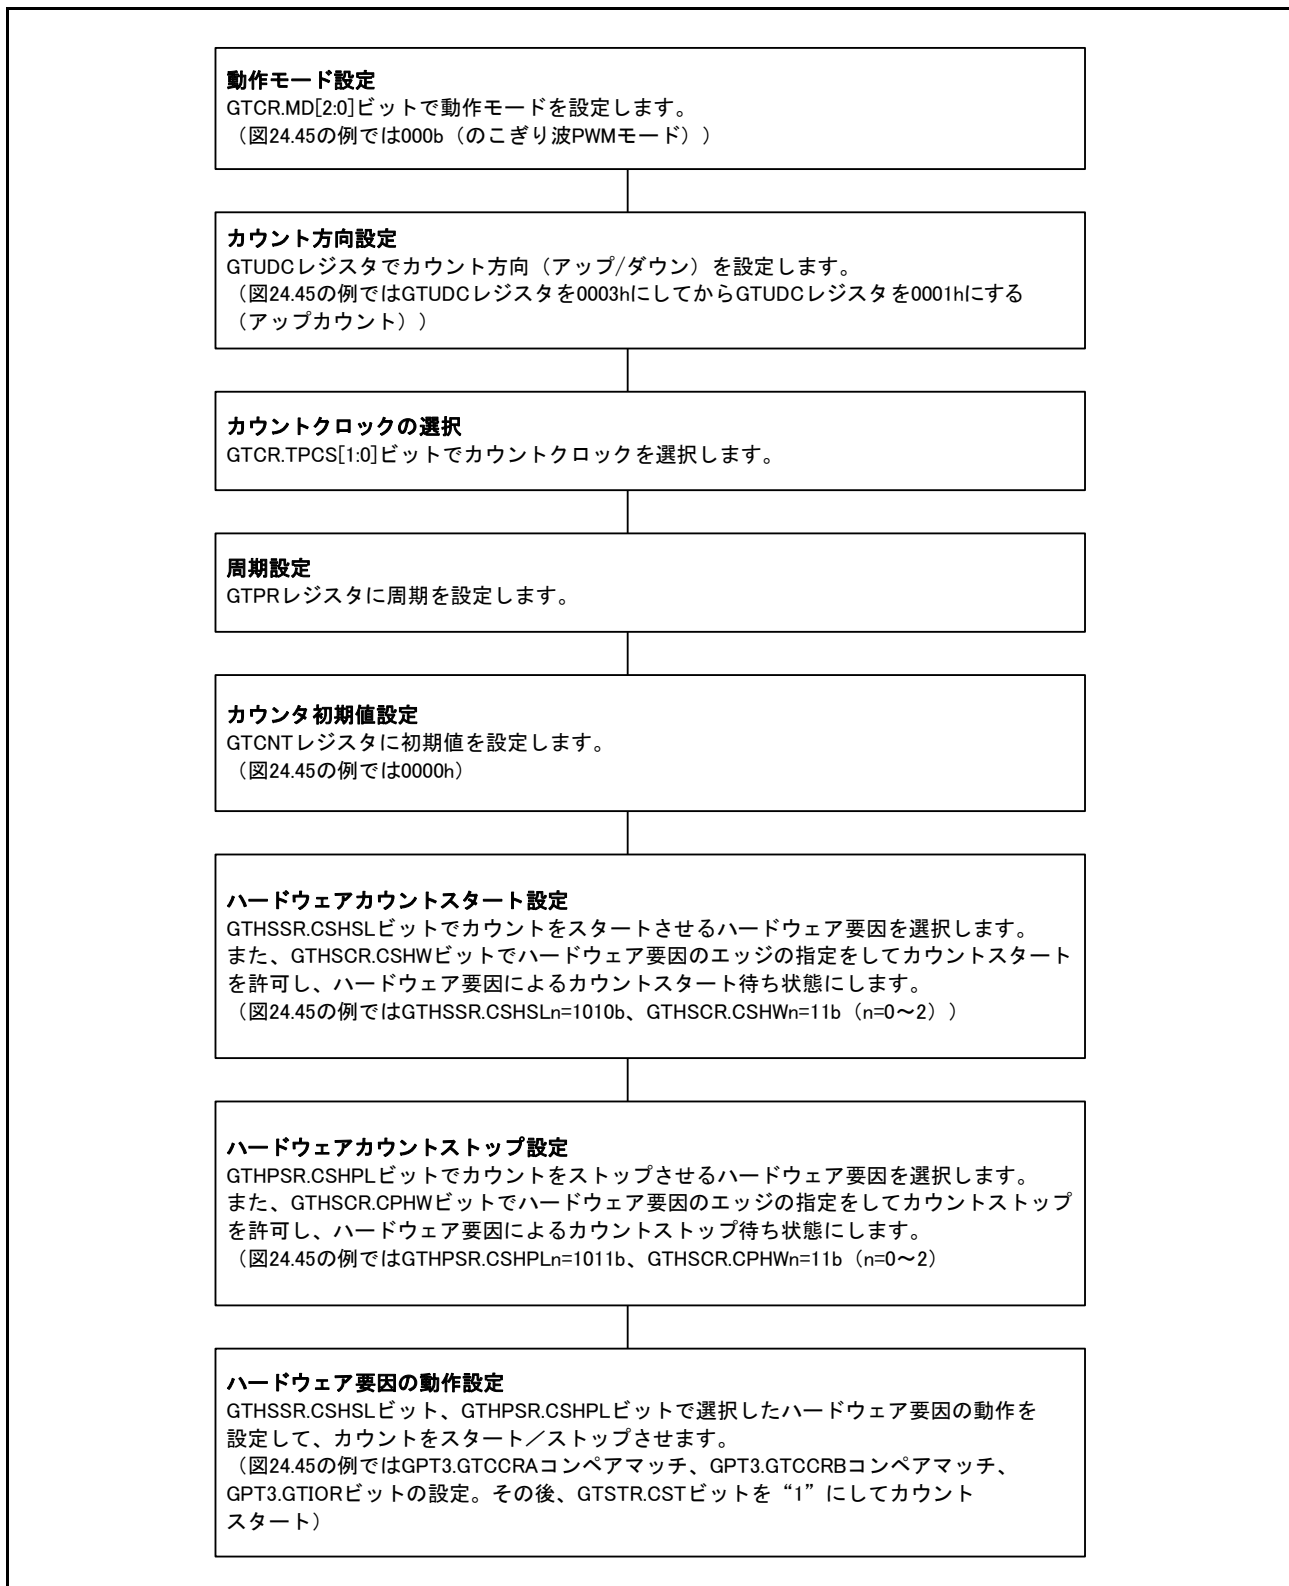 動作モード設定
GTCR.MD[2:0]ビットで動作モードを設定します。
（図24.45の例では000b（のこぎり波PWMモード））
カウント方向設定
GTUDCレジスタでカウント方向（アップ/ダウン）を設定します。
（図24.45の例ではGTUDCレジスタを0003hにしてからGTUDCレジスタを0001hにする
（アップカウント））
カウントクロックの選択
GTCR.TPCS[1:0]ビットでカウントクロックを選択します。
周期設定
GTPRレジスタに周期を設定します。
カウンタ初期値設定
GTCNTレジスタに初期値を設定します。
（図24.45の例では0000h）
ハードウェアカウントスタート設定
GTHSSR.CSHSLビットでカウントをスタートさせるハードウェア要因を選択します。
また、GTHSCR.CSHWビットでハードウェア要因のエッジの指定をしてカウントスタート
を許可し、ハードウェア要因によるカウントスタート待ち状態にします。
（図24.45の例ではGTHSSR.CSHSLn=1010b、GTHSCR.CSHWn=11b（n=0～2））
ハードウェアカウントストップ設定
GTHPSR.CSHPLビットでカウントをストップさせるハードウェア要因を選択します。
また、GTHSCR.CPHWビットでハードウェア要因のエッジの指定をしてカウントストップ
を許可し、ハードウェア要因によるカウントストップ待ち状態にします。
（図24.45の例ではGTHPSR.CSHPLn=1011b、GTHSCR.CPHWn=11b（n=0～2）
ハードウェア要因の動作設定
GTHSSR.CSHSLビット、GTHPSR.CSHPLビットで選択したハードウェア要因の動作を
設定して、カウントをスタート／ストップさせます。
（図24.45の例ではGPT3.GTCCRAコンペアマッチ、GPT3.GTCCRBコンペアマッチ、
GPT3.GTIORビットの設定。その後、GTSTR.CSTビットを“1”にしてカウント
スタート）